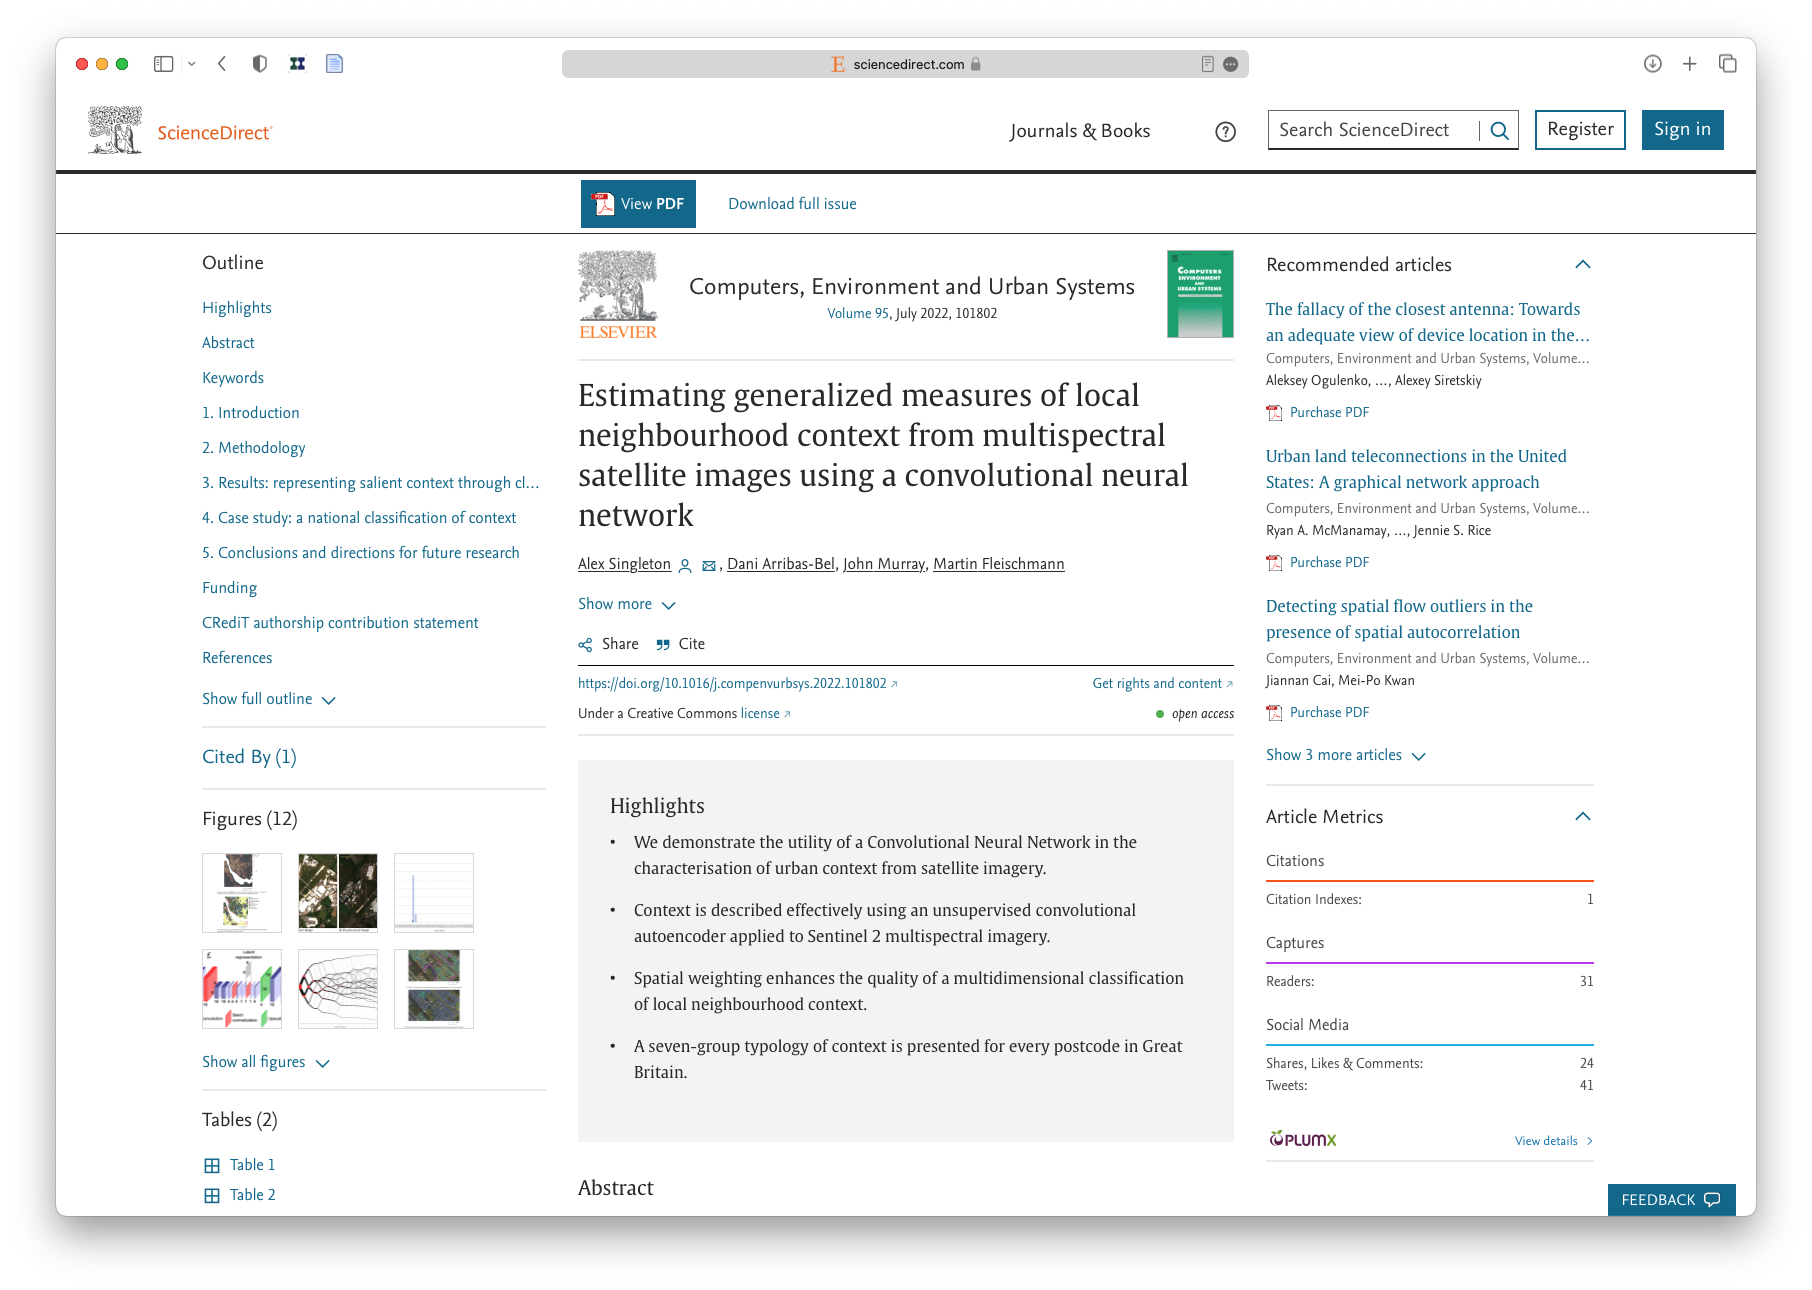 sciencedirect.com
ScienceDirect
Journals & Books
?
Search ScienceDirect
Register
Sign in
View PDF
Download full issue
Outline
Highlights
Abstract
Keywords
1. Introduction
2. Methodology
3. Results: representing salient context through cl...
4. Case study: a national classification of context
5. Conclusions and directions for future research
Funding
CRediT authorship contribution statement
References
Show full outline
Cited By (1)
Figures (12)
Show all figures
Tables (2)
Table 1
Table 2
ELSEVIER
Computers, Environment and Urban Systems
Volume 95, July 2022, 101802
COMPUTERS
ENVIRONMENT
AND
URBAN SYSTEMS
Estimating generalized measures of local
neighbourhood context from multispectral
satellite images using a convolutional neural
network
Alex Singleton, Dani Arribas-Bel, John Murray, Martin Fleischmann
Show more
Share Cite
https://doi.org/10.1016/j.compenvurbsys.2022.101802
Get rights and content
Under a Creative Commons license
open access
Highlights
• We demonstrate the utility of a Convolutional Neural Network in the
characterisation of urban context from satellite imagery.
• Context is described effectively using an unsupervised convolutional
autoencoder applied to Sentinel 2 multispectral imagery.
• Spatial weighting enhances the quality of a multidimensional classification
of local neighbourhood context.
• A seven-group typology of context is presented for every postcode in Great
Britain.
Abstract
Recommended articles
The fallacy of the closest antenna: Towards
an adequate view of device location in the...
Computers, Environment and Urban Systems, Volume...
Aleksey Ogulenko, ..., Alexey Siretskiy
Purchase PDF
Urban land teleconnections in the United
States: A graphical network approach
Computers, Environment and Urban Systems, Volume...
Ryan A. McManamay, ..., Jennie S. Rice
Purchase PDF
Detecting spatial flow outliers in the
presence of spatial autocorrelation
Computers, Environment and Urban Systems, Volume...
Jiannan Cai, Mei-Po Kwan
Purchase PDF
Show 3 more articles
Article Metrics
Citations
Citation Indexes: 1
Captures
Readers: 31
Social Media
Shares, Likes & Comments: 24
Tweets: 41
PLUMX
View details
FEEDBACK